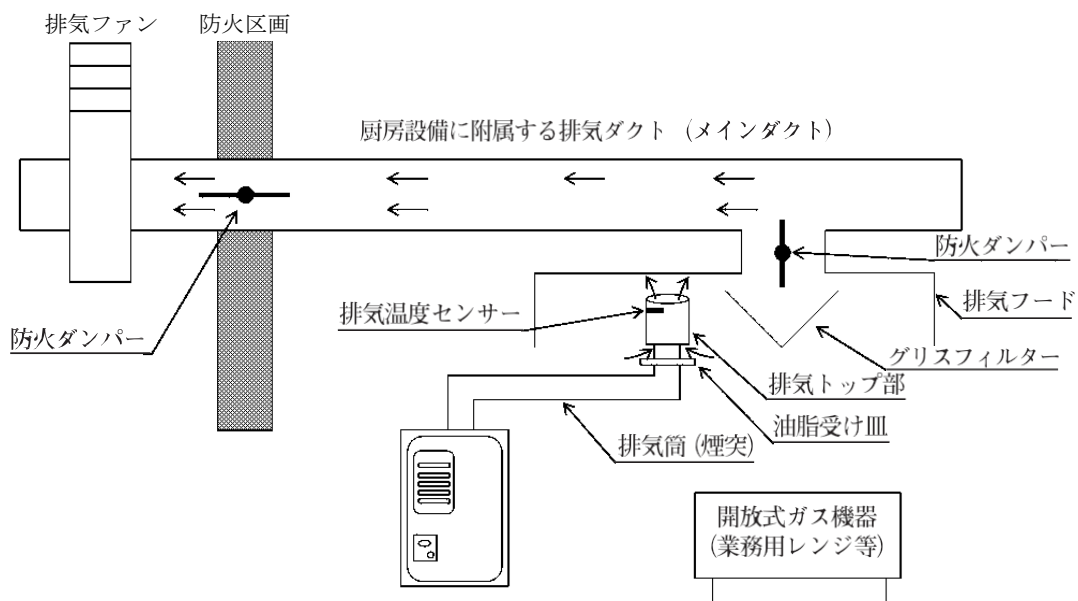 排気ファン
防火区画
厨房設備に附属する排気ダクト (メインダクト)
防火ダンパー
排気フード
排気温度センサー
防火ダンパー
グリスフィルター
排気トップ部
油脂受け皿
排気筒 (煙突)
開放式ガス機器
(業務用レンジ等)